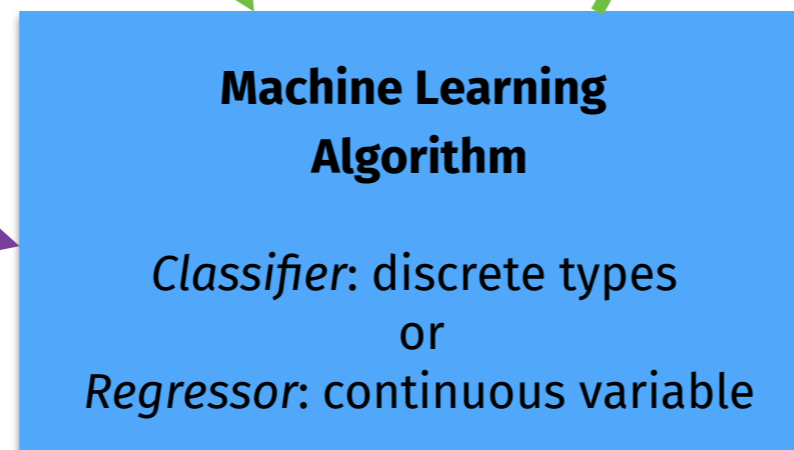 Machine Learning
Algorithm
Classifier: discrete types
or
Regressor: continuous variable